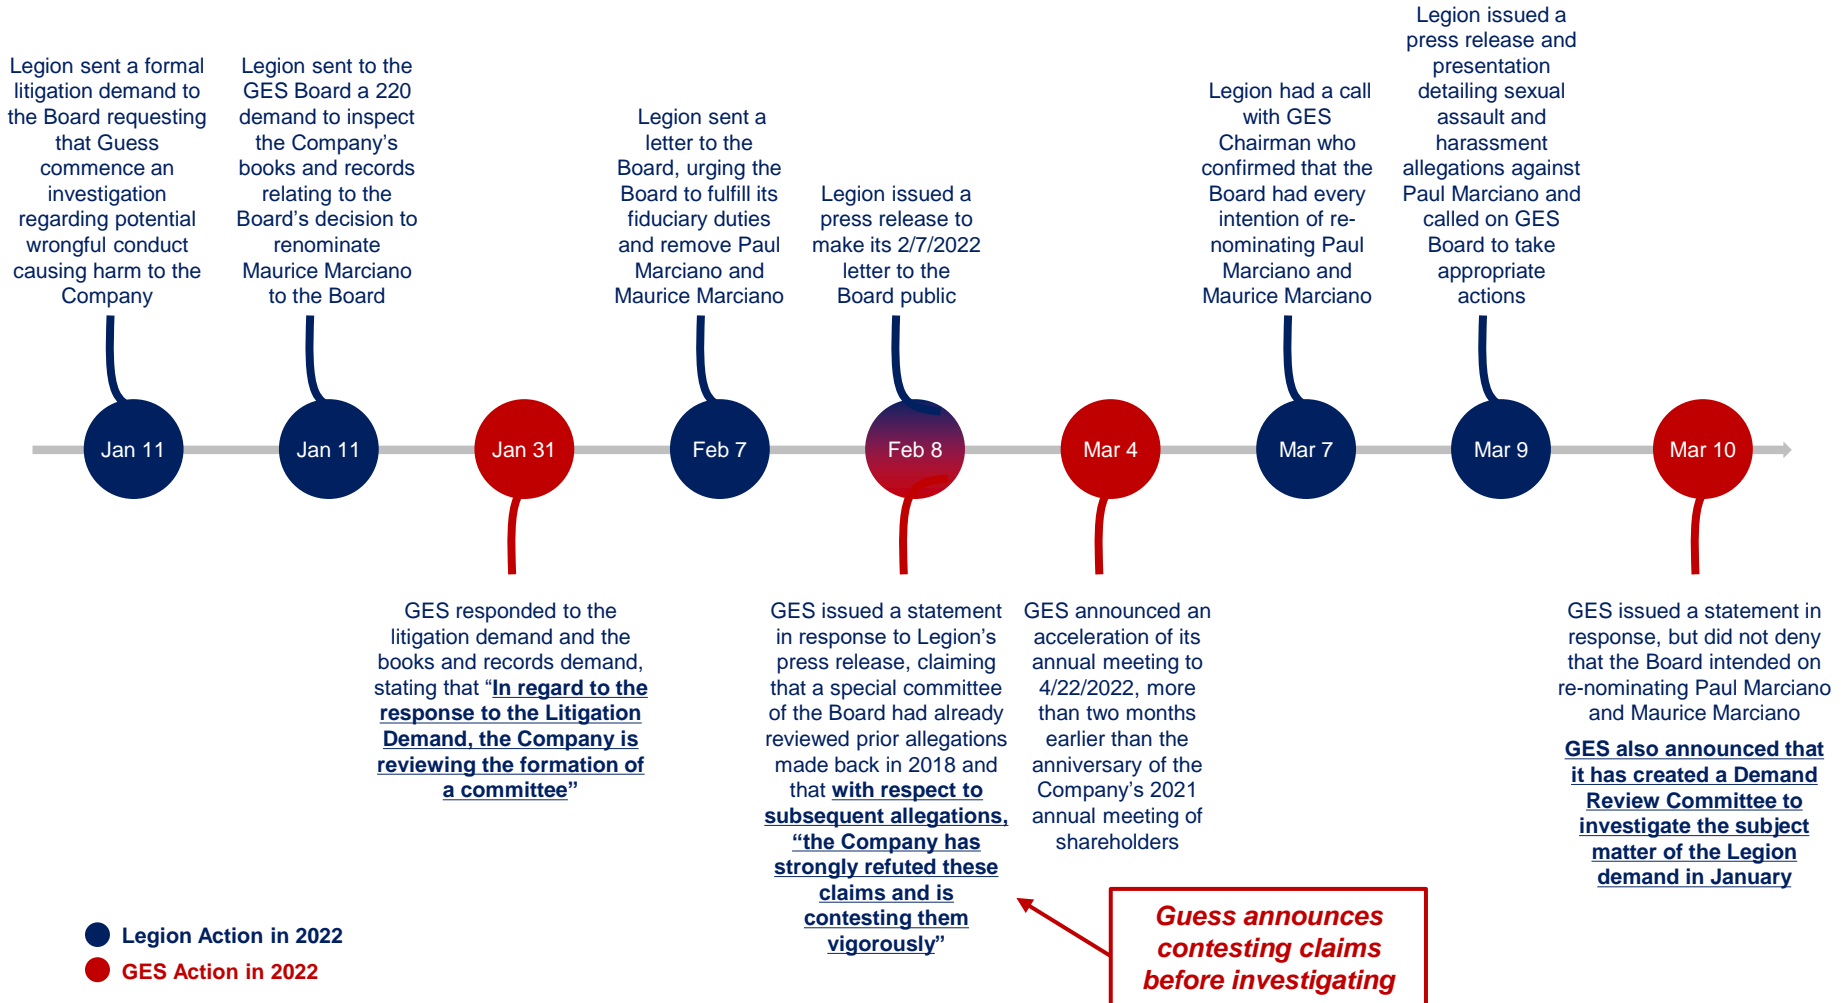 Legion sent a formal
litigation demand to
the Board requesting
that Guess
commence an
investigation
regarding potential
wrongful conduct
causing harm to the
Company
Legion sent to the
GES Board a 220
demand to inspect
the Company’s
books and records
relating to the
Board’s decision to
renominate
Maurice Marciano
to the Board
Legion sent a
letter to the
Board, urging the
Board to fulfill its
fiduciary duties
and remove Paul
Marciano and
Maurice Marciano
Legion issued a
press release to
make its 2/7/2022
letter to the
Board public
Legion had a call
with GES
Chairman who
confirmed that the
Board had every
intention of re-
nominating Paul
Marciano and
Maurice Marciano
Legion issued a
press release and
presentation
detailing sexual
assault and
harassment
allegations against
Paul Marciano and
called on GES
Board to take
appropriate
actions
Jan 11
Jan 11
Jan 31
Feb 7
Feb 8
Mar 4
Mar 7
Mar 9
Mar 10
GES responded to the
litigation demand and the
books and records demand,
stating that “In regard to the
response to the Litigation
Demand, the Company is
reviewing the formation of
a committee”
GES issued a statement
in response to Legion’s
press release, claiming
that a special committee
of the Board had already
reviewed prior allegations
made back in 2018 and
that with respect to
subsequent allegations,
“the Company has
strongly refuted these
claims and is
contesting them
vigorously”
GES announced an
acceleration of its
annual meeting to
4/22/2022, more
than two months
earlier than the
anniversary of the
Company’s 2021
annual meeting of
shareholders
GES issued a statement in
response, but did not deny
that the Board intended on
re-nominating Paul Marciano
and Maurice Marciano
GES also announced that
it has created a Demand
Review Committee to
investigate the subject
matter of the Legion
demand in January
Guess announces
contesting claims
before investigating
Legion Action in 2022
GES Action in 2022